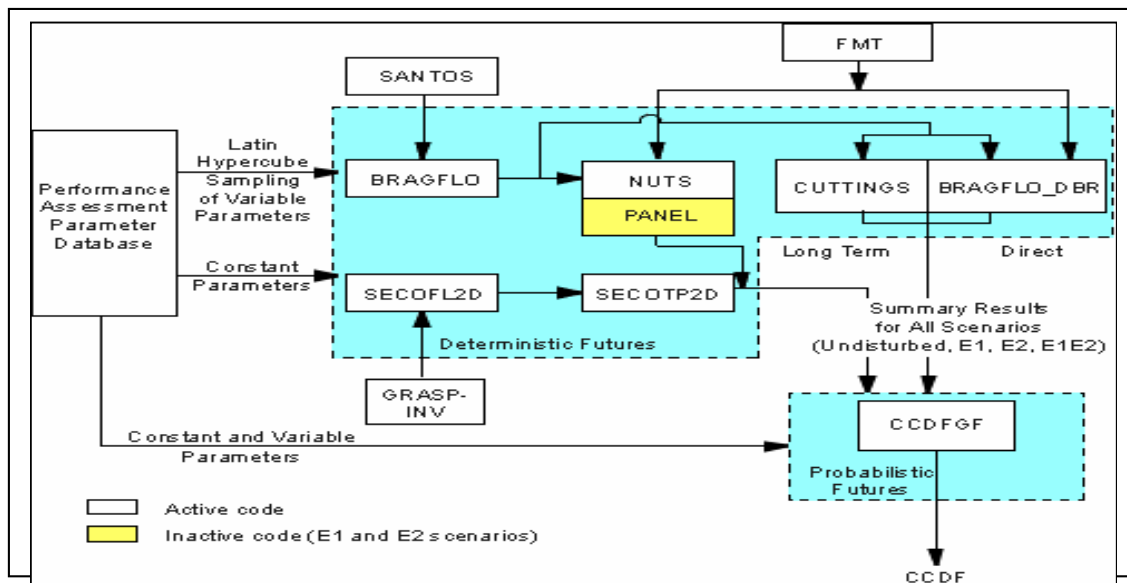 FMT
SANTOS
Performance
Assessment
Parameter
Database
Latin
Hypercube
Sampling
of Variable
Parameters
BRAGFLO
NUTS
PANEL
CUTTINGS
BRAGFLO_DBR
Long Term
Direct
Constant
Parameters
SECOFL2D
SECOTP2D
Deterministic Futures
Summary Results
for All Scenarios
(Undisturbed, E1, E2, E1E2)
GRASP-
INV
Constant and Variable
Parameters
CCDFGF
Probabilistic
Futures
Active code
Inactive code (E1 and E2 scenarios)
CCDF